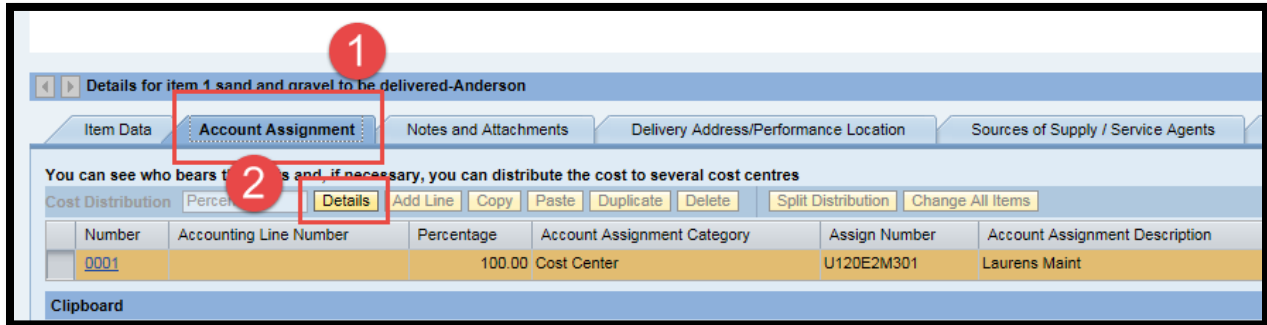 1
Details for item 1 sand and gravel to be delivered-Anderson
Item Data Account Assignment Notes and Attachments Delivery Address/Performance Location Sources of Supply / Service Agents
2
You can see who bears and, if necessary, you can distribute the cost to several cost centres
Cost Distribution Details Add Line Copy Paste Duplicate Delete Split Distribution Change All Items
Number Accounting Line Number Percentage Account Assignment Category Assign Number Account Assignment Description
0001 100.00 Cost Center U120E2M301 Laurens Maint
Clipboard